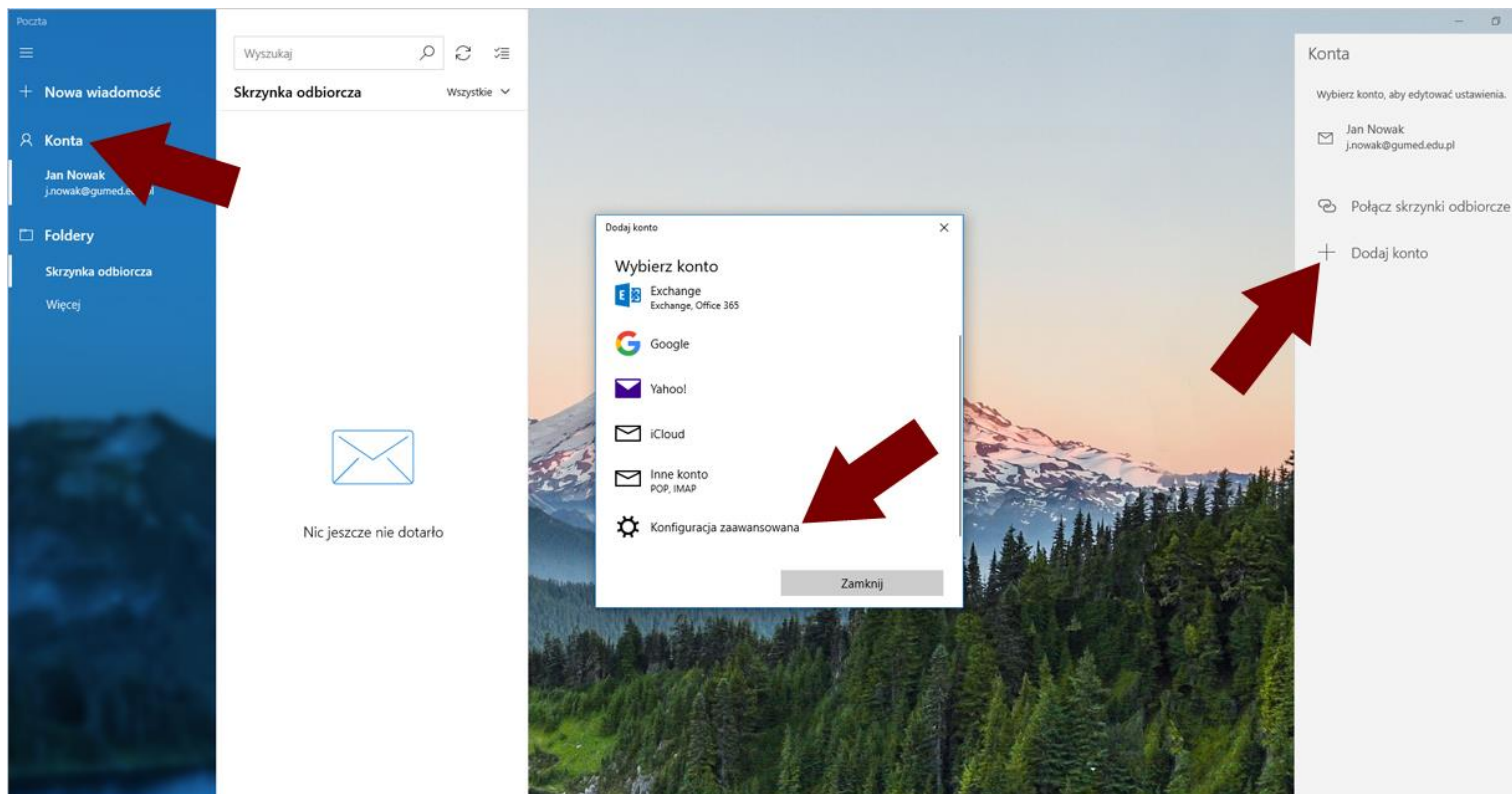 Poczta
Nowa wiadomość
Konta
Jan Nowak
Foldery
Skrzynka odbiorcza
Więcej
Wyszukaj
Skrzynka odbiorcza Wszystkie
Nic jeszcze nie dotarło
Dodaj konto
Wybierz konto
Exchange
Exchange, Office 365
Google
Yahoo!
iCloud
Inne konto
POP, IMAP
Konfiguracja zaawansowana
Zamknij
Konta
Wybierz konto, aby edytować ustawienia.
Jan Nowak
j.nowak@gumed.edu.pl
Połącz skrzynki odbiorcze
Dodaj konto